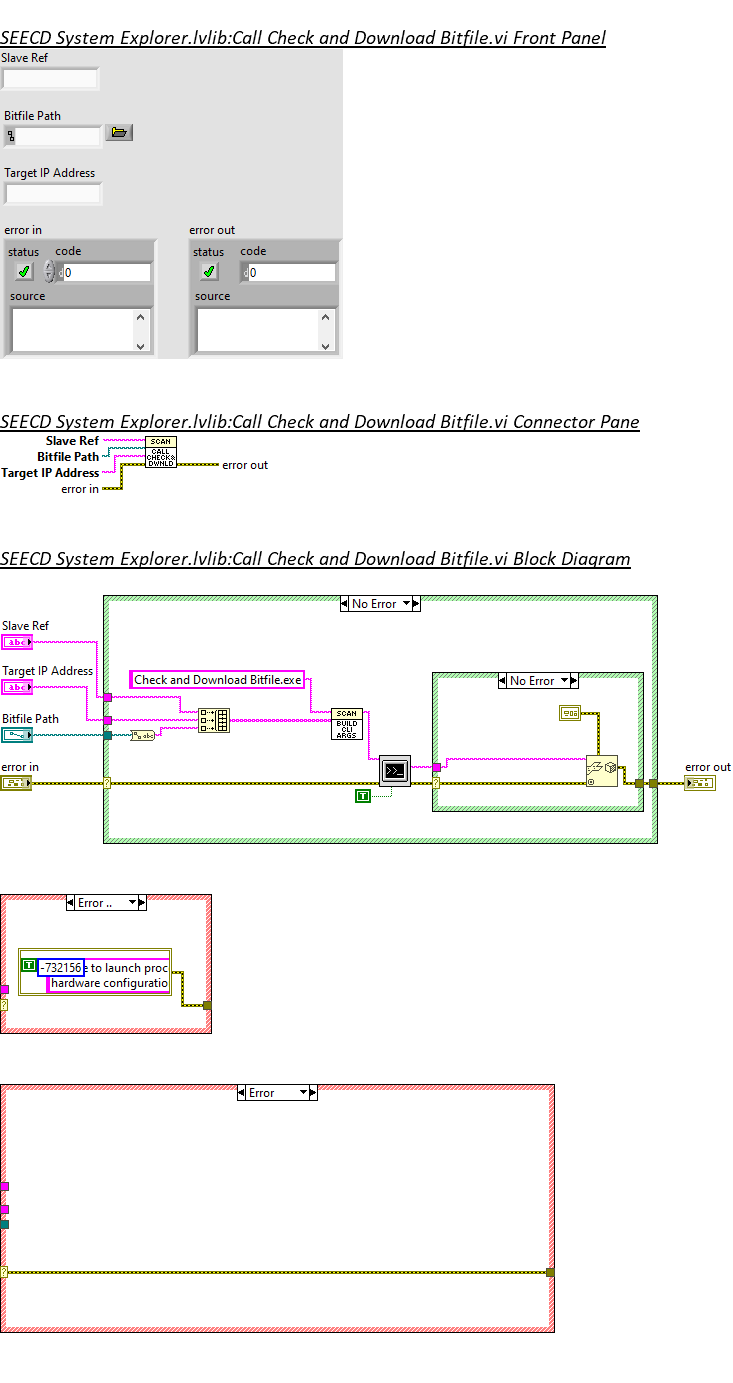 SEECD System Explorer.lvlib:Call Check and Download Bitfile.vi Front Panel
Slave Ref
Bitfile Path
Target IP Address
error in
error out
status code
status code
0
0
source
source
SEECD System Explorer.lvlib:Call Check and Download Bitfile.vi Connector Pane
Slave Ref
Bitfile Path
Target IP Address
error in
SCAN
CALL
CHECK&
DWNLD
error out
SEECD System Explorer.lvlib:Call Check and Download Bitfile.vi Block Diagram
No Error
Slave Ref
abc
Target IP Address
abc
Bitfile Path
error in
Check and Download Bitfile.exe
abc
SCAN
BUILD
CLI
ARGS
T
No Error
error out
Error ..
T
-732156
e to launch proc
hardware configuratio
Error